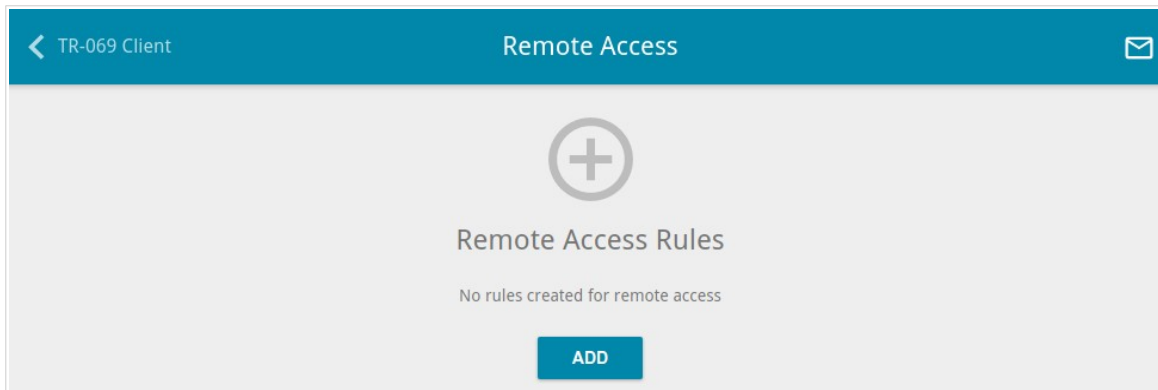 TR-069 Client
Remote Access
Remote Access Rules
No rules created for remote access
ADD